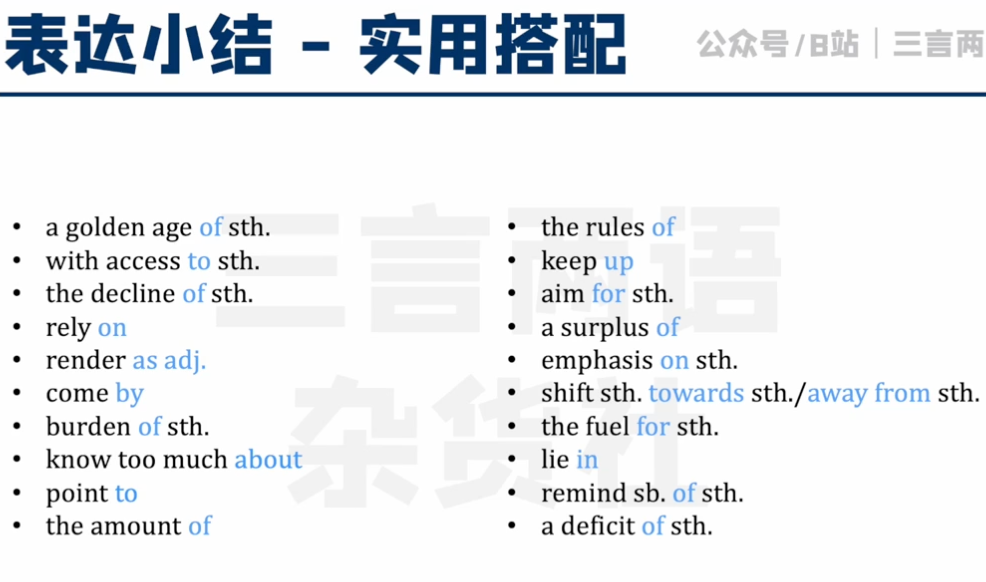 表达小结 - 实用搭配
公众号/B站｜三言两
三言两语
杂货社
• a golden age of sth.
• with access to sth.
• the decline of sth.
• rely on
• render as adj.
• come by
• burden of sth.
• know too much about
• point to
• the amount of
• the rules of
• keep up
• aim for sth.
• a surplus of
• emphasis on sth.
• shift sth. towards sth./away from sth.
• the fuel for sth.
• lie in
• remind sb. of sth.
• a deficit of sth.